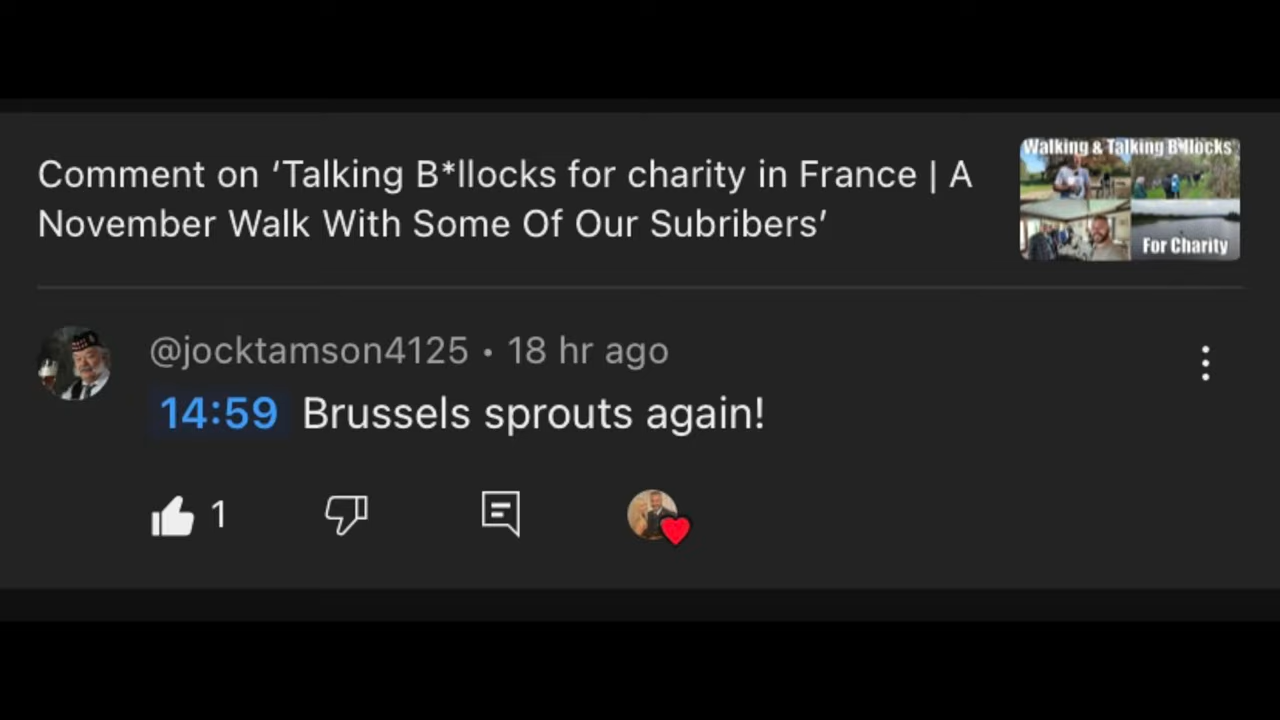 Comment on ‘Talking B*llocks for charity in France | A
November Walk With Some Of Our Subribers’
Walking & Talking B*llocks
For Charity
@jocktamson4125 • 18 hr ago
14:59 Brussels sprouts again!
1